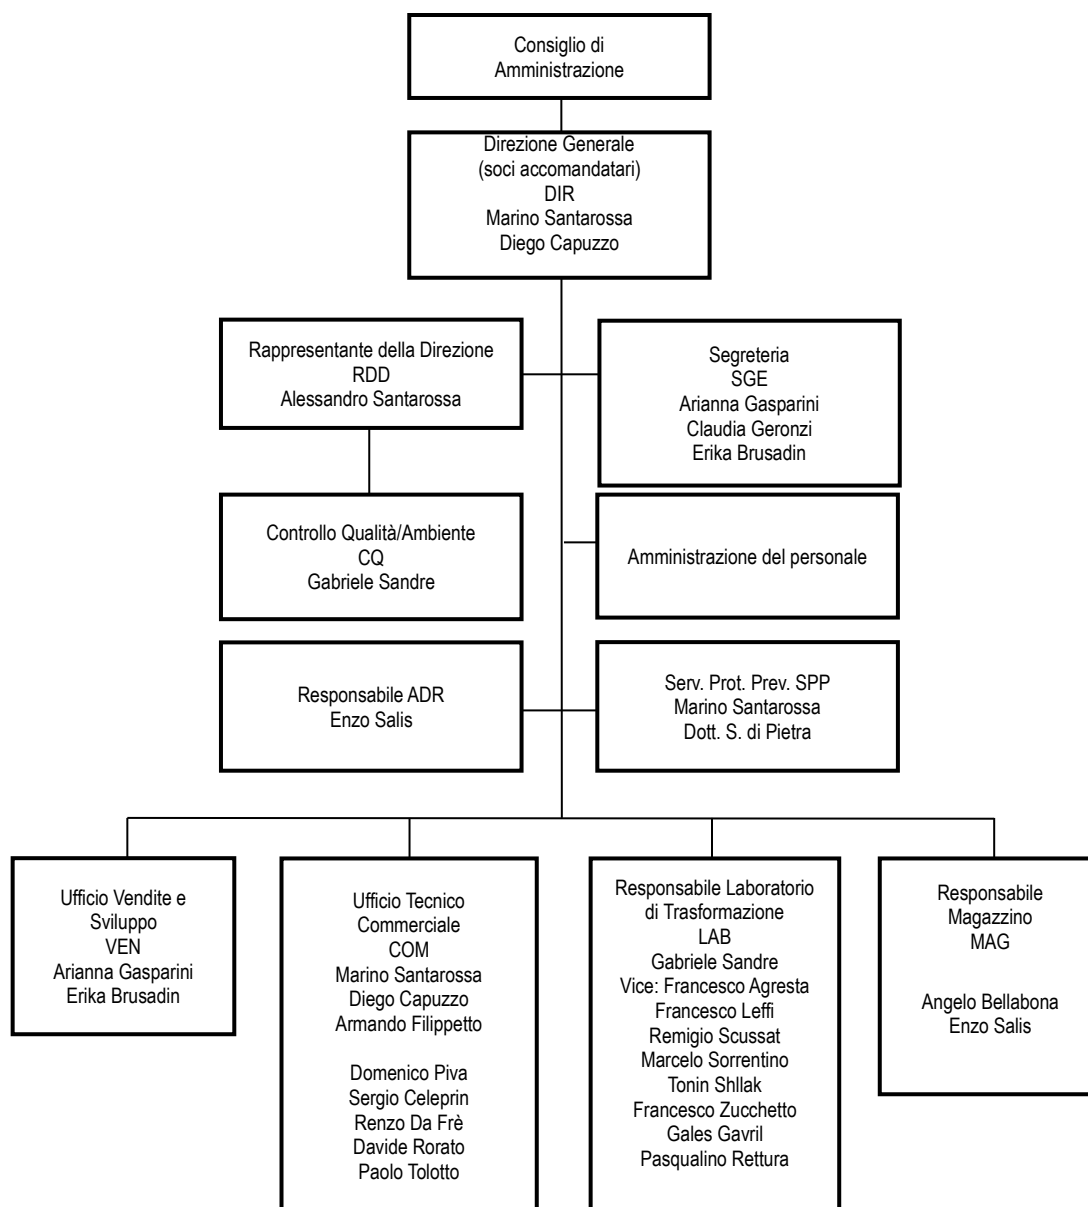 Consiglio di
Amministrazione
Direzione Generale
(soci accomandatari)
DIR
Marino Santarossa
Diego Capuzzo
Rappresentante della Direzione
RDD
Alessandro Santarossa
Segreteria
SGE
Arianna Gasparini
Claudia Geronzi
Erika Brusadin
Controllo Qualità/Ambiente
CQ
Gabriele Sandre
Amministrazione del personale
Responsabile ADR
Enzo Salis
Serv. Prot. Prev. SPP
Marino Santarossa
Dott. S. di Pietra
Ufficio Vendite e
Sviluppo
VEN
Arianna Gasparini
Erika Brusadin
Ufficio Tecnico
Commerciale
COM
Marino Santarossa
Diego Capuzzo
Armando Filippetto
Domenico Piva
Sergio Celeprin
Renzo Da Frè
Davide Rorato
Paolo Tolotto
Responsabile Laboratorio
di Trasformazione
LAB
Gabriele Sandre
Vice: Francesco Agresta
Francesco Leffi
Remigio Scussat
Marcelo Sorrentino
Tonin Shllak
Francesco Zucchetto
Gales Gavril
Pasqualino Rettura
Responsabile
Magazzino
MAG
Angelo Bellabona
Enzo Salis